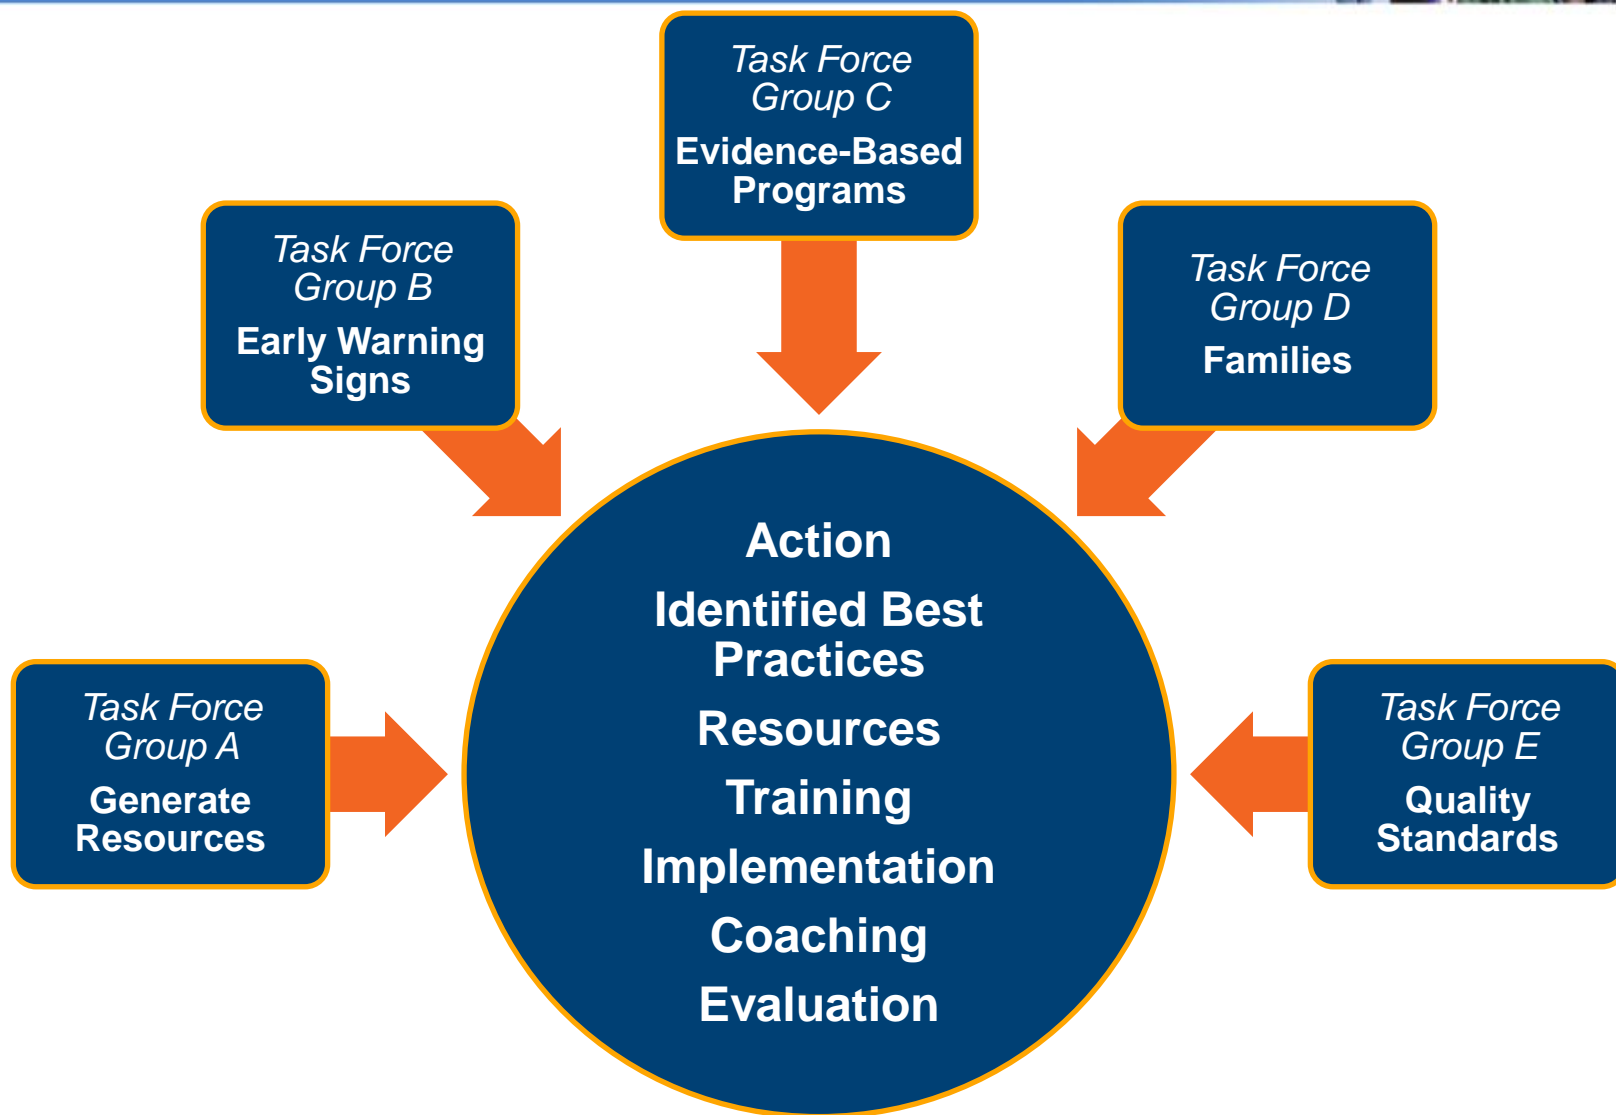 Task Force
Group C
Evidence-Based
Programs
Task Force
Group B
Early Warning
Signs
Task Force
Group D
Families
Task Force
Group A
Generate
Resources
Action
Identified Best
Practices
Resources
Training
Implementation
Coaching
Evaluation
Task Force
Group E
Quality
Standards